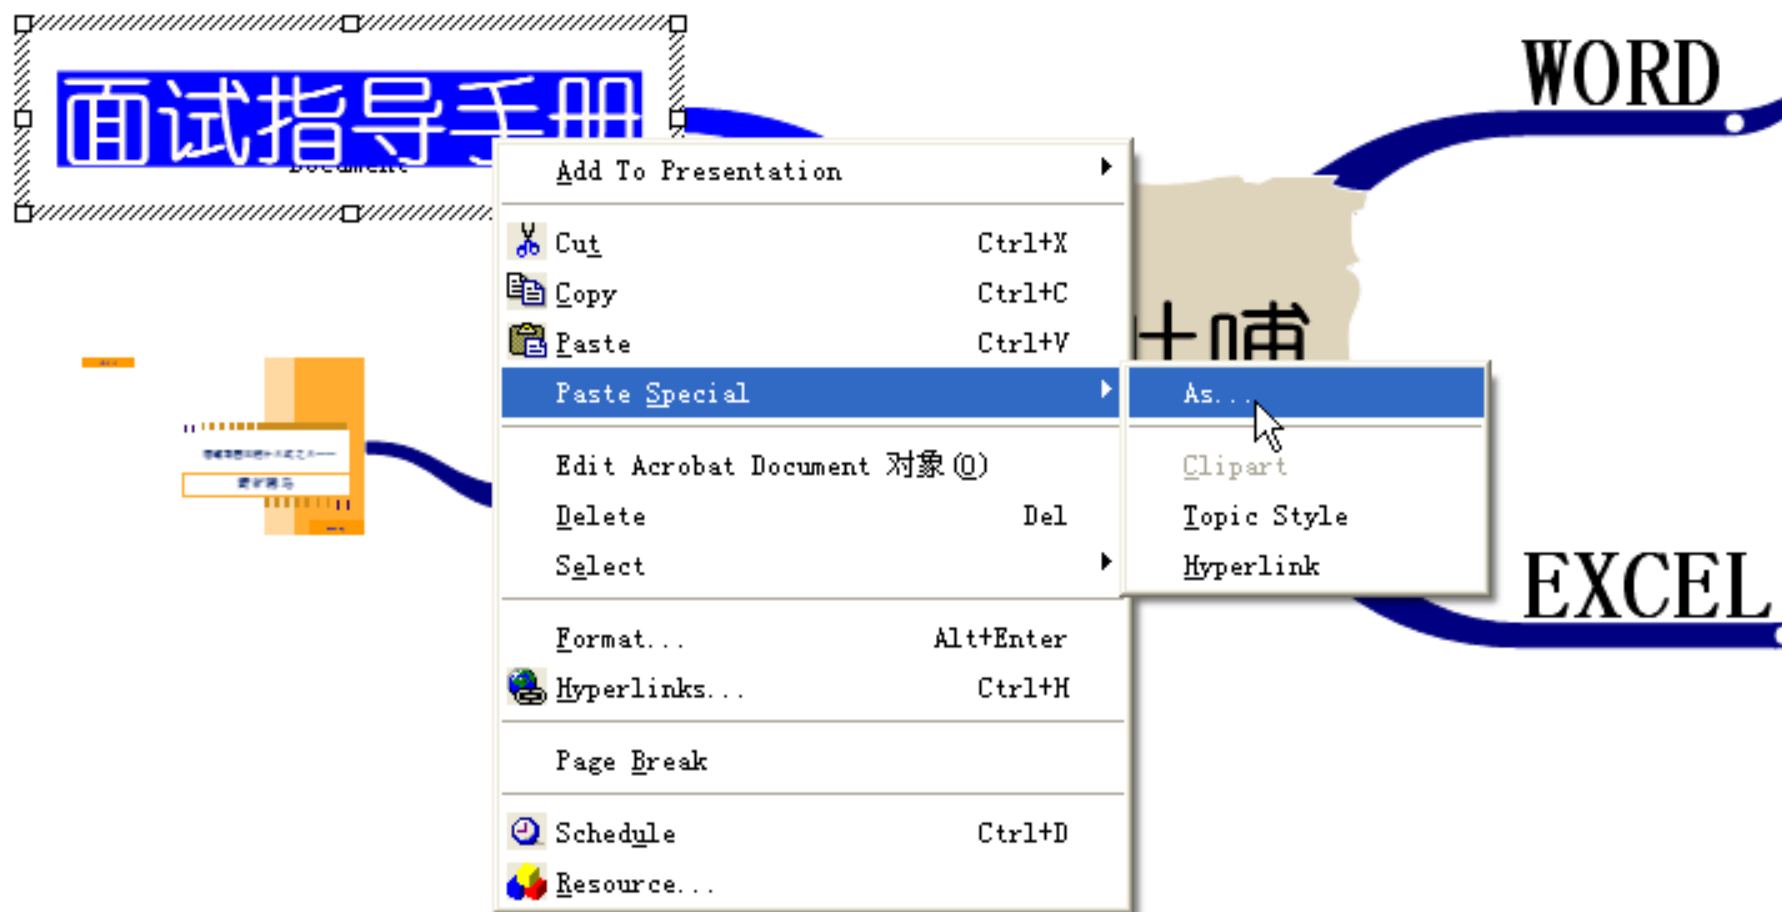 面试指导手册
Document
WORD
Add To Presentation
Cut Ctrl+X
Copy Ctrl+C
Paste Ctrl+V
Paste Special
As...
Edit Acrobat Document 对象(O)
Clipart
Delete Del
Topic Style
Select
Hyperlink
EXCEL
Format... Alt+Enter
Hyperlinks... Ctrl+H
Page Break
Schedule Ctrl+D
Resource...